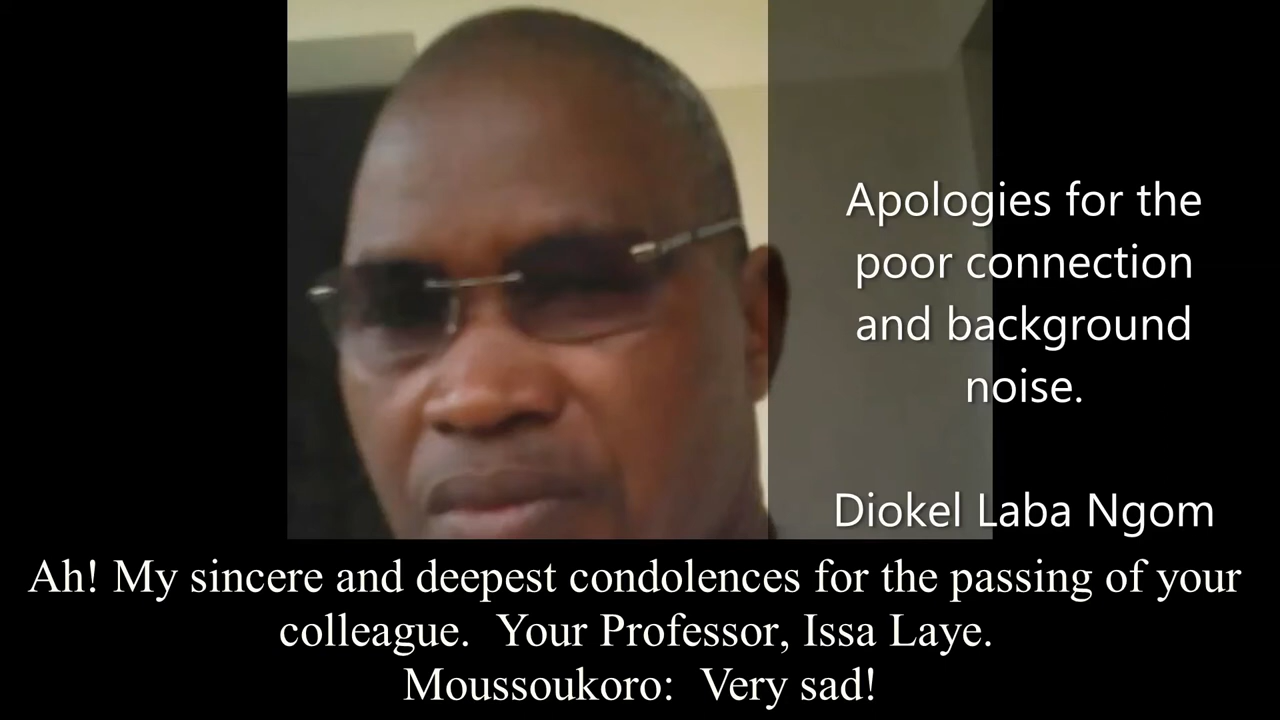 Apologies for the
poor connection
and background
noise.
Diokel Laba Ngom
Ah! My sincere and deepest condolences for the passing of your
colleague.  Your Professor, Issa Laye.
Moussoukoro:  Very sad!